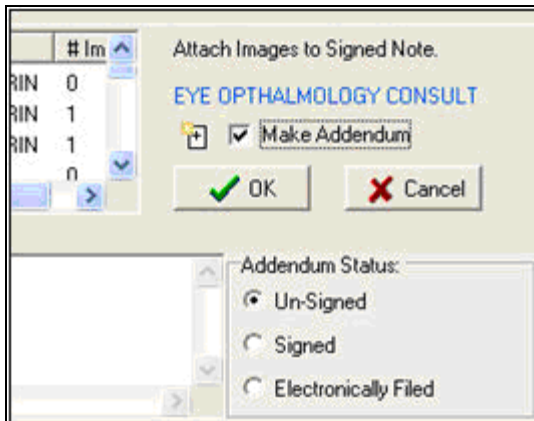 # Im
RIN 0
RIN 1
RIN 1
0
Attach Images to Signed Note.
EYE OPTHALMOLOGY CONSULT
Make Addendum
OK
Cancel
Addendum Status:
Un-Signed
Signed
Electronically Filed